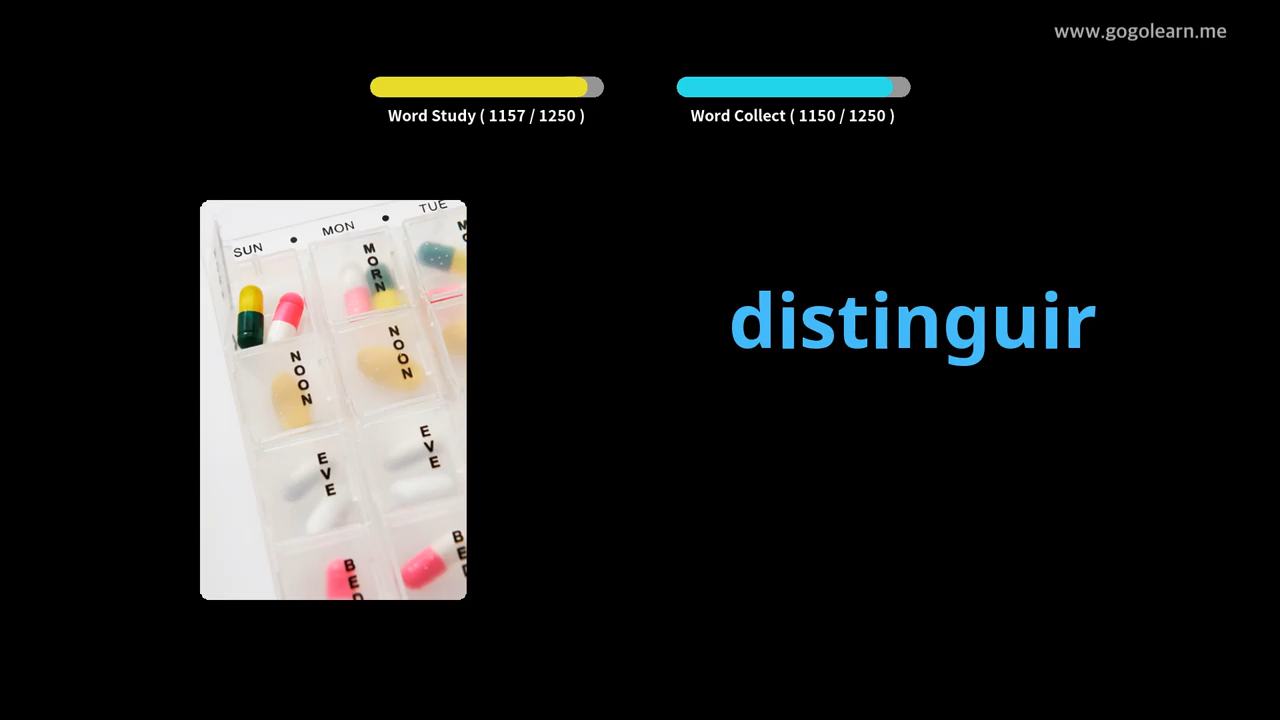 www.gogolearn.me
Word Study ( 1157 / 1250 )
Word Collect ( 1150 / 1250 )
distinguir
SUN • MON • TUE
MORN
NOON
NOON
EVE
EVE
BED